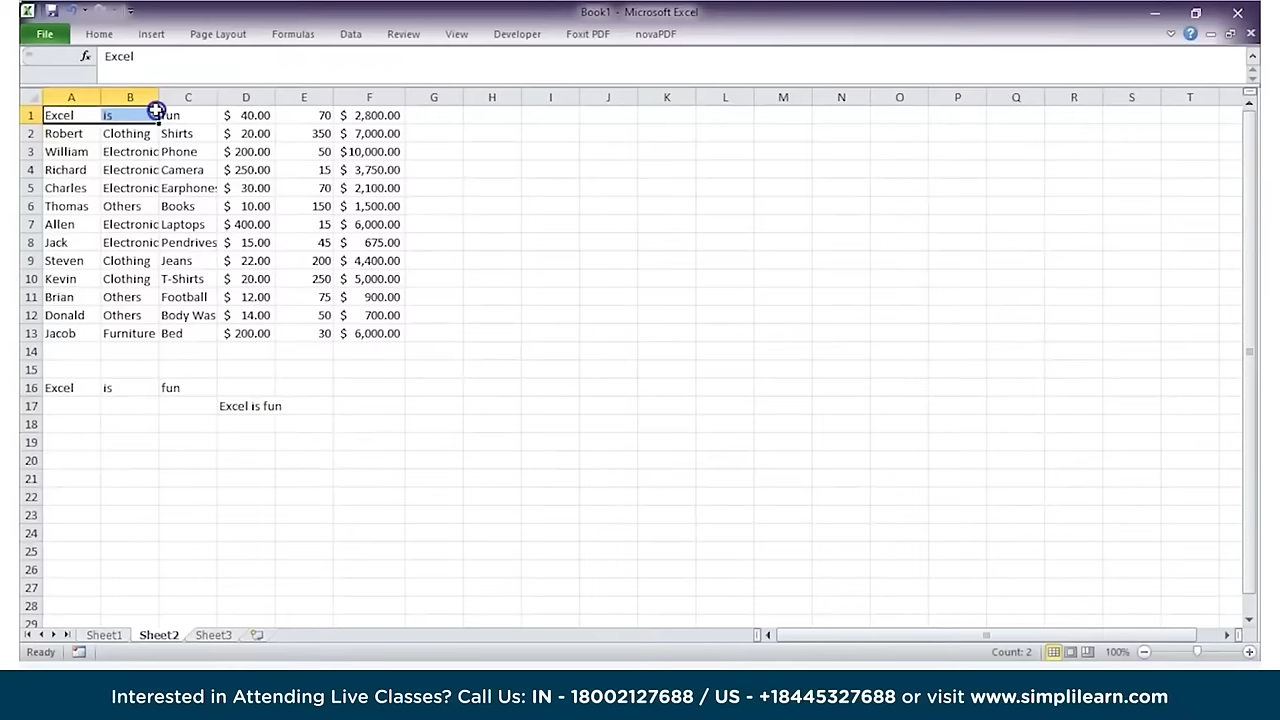 Book1 - Microsoft Excel
File Home Insert Page Layout Formulas Data Review View Developer Foxit PDF novaPDF
fx Excel
A B C D E F G H I J K L M N O P Q R S T
1 Excel is fun $ 40.00 70 $ 2,800.00
2 Robert Clothing Shirts $ 20.00 350 $ 7,000.00
3 William Electronic Phone $ 200.00 50 $10,000.00
4 Richard Electronic Camera $ 250.00 15 $ 3,750.00
5 Charles Electronic Earphone $ 30.00 70 $ 2,100.00
6 Thomas Others Books $ 10.00 150 $ 1,500.00
7 Allen Electronic Laptops $ 400.00 15 $ 6,000.00
8 Jack Electronic Pendrives $ 15.00 45 $ 675.00
9 Steven Clothing Jeans $ 22.00 200 $ 4,400.00
10 Kevin Clothing T-Shirts $ 20.00 250 $ 5,000.00
11 Brian Others Football $ 12.00 75 $ 900.00
12 Donald Others Body Was $ 14.00 50 $ 700.00
13 Jacob Furniture Bed $ 200.00 30 $ 6,000.00
14
15
16 Excel is fun
17 Excel is fun
18
19
20
21
22
23
24
25
26
27
28
29
Sheet1 Sheet2 Sheet3
Ready Count: 2 100%
Interested in Attending Live Classes? Call Us: IN - 18002127688 / US - +18445327688 or visit www.simplilearn.com